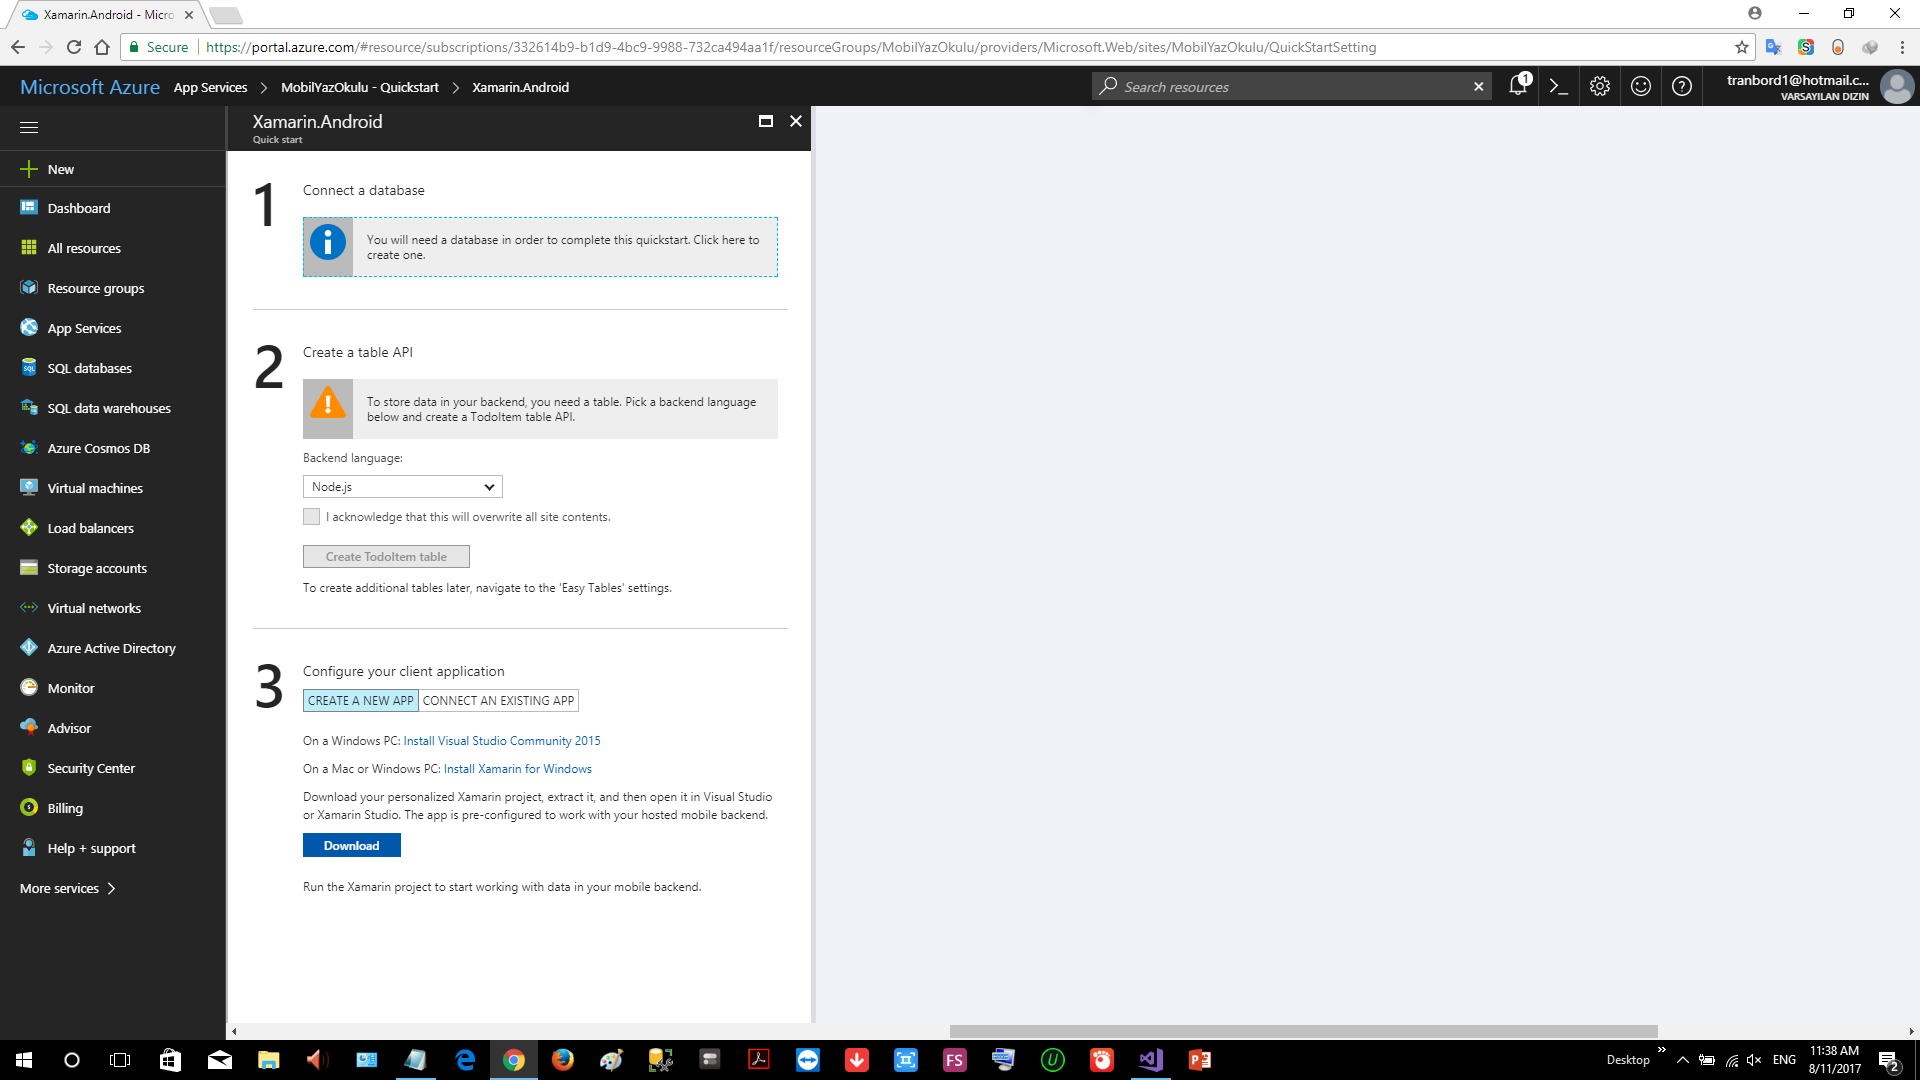 Xamarin.Android - Micro
Secure
https://portal.azure.com/#resource/subscriptions/332614b9-b1d9-4bc9-9988-732ca494aa1f/resourceGroups/MobilYazOkulu/providers/Microsoft.Web/sites/MobilYazOkulu/QuickStartSetting
Microsoft Azure App Services > MobilYazOkulu - Quickstart > Xamarin.Android
Search resources
1
tranbord1@hotmail.c...
VARSAYILAN DIZIN
New
Dashboard
All resources
Resource groups
App Services
SQL databases
SQL data warehouses
Azure Cosmos DB
Virtual machines
Load balancers
Storage accounts
Virtual networks
Azure Active Directory
Monitor
Advisor
Security Center
Billing
Help + support
More services >
Xamarin.Android
Quick start
1
Connect a database
You will need a database in order to complete this quickstart. Click here to
create one.
2
Create a table API
To store data in your backend, you need a table. Pick a backend language
below and create a TodoItem table API.
Backend language:
Node.js
I acknowledge that this will overwrite all site contents.
Create TodoItem table
To create additional tables later, navigate to the 'Easy Tables' settings.
3
Configure your client application
CREATE A NEW APP
CONNECT AN EXISTING APP
On a Windows PC: Install Visual Studio Community 2015
On a Mac or Windows PC: Install Xamarin for Windows
Download your personalized Xamarin project, extract it, and then open it in Visual Studio
or Xamarin Studio. The app is pre-configured to work with your hosted mobile backend.
Download
Run the Xamarin project to start working with data in your mobile backend.
FS
Desktop
ENG
11:38 AM
8/11/2017
2